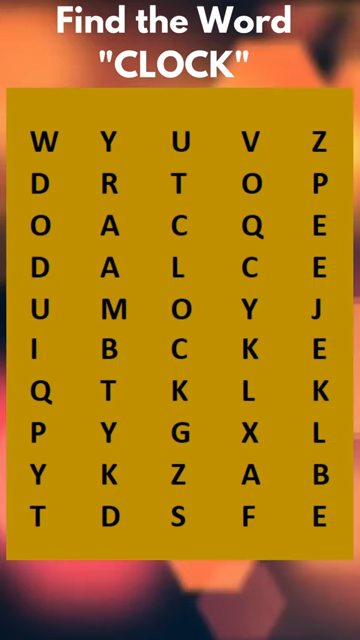 Find the Word
"CLOCK"
W Y U V Z
D R T O P
O A C Q E
D A L C E
U M O Y J
I B C K E
Q T K L K
P Y G X L
Y K Z A B
T D S F E